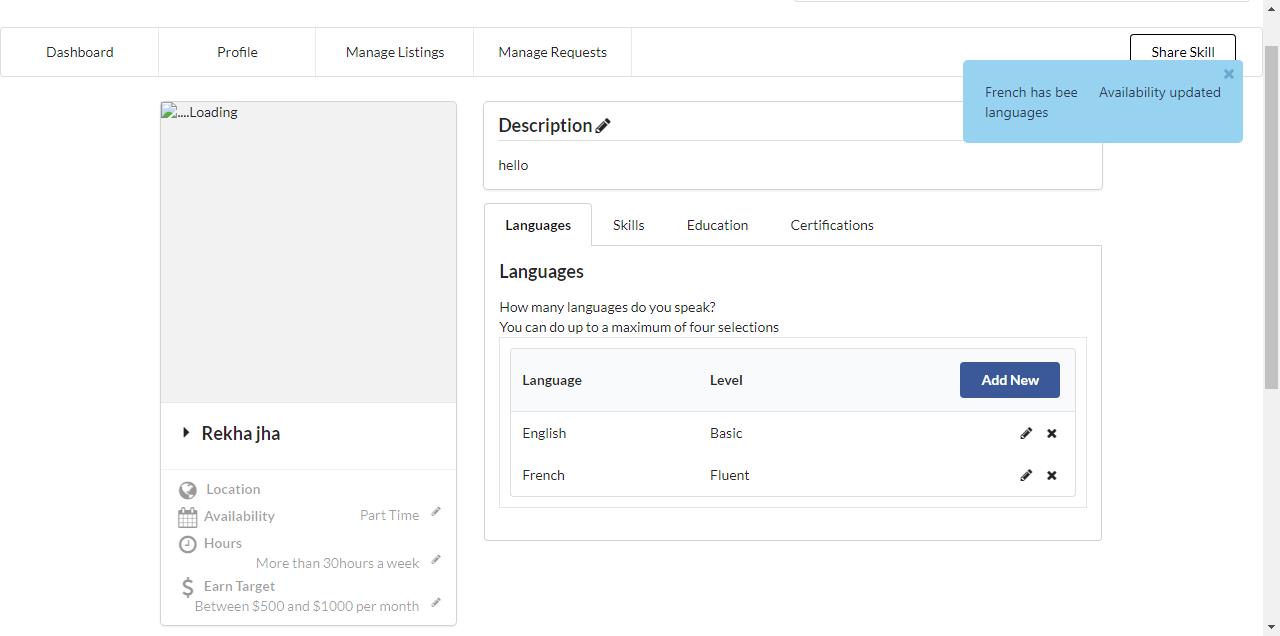 Dashboard
Profile
Manage Listings
Manage Requests
Share Skill
French has bee
languages
Availability updated
....Loading
Rekha jha
Location
Availability
Part Time
Hours
More than 30hours a week
Earn Target
Between $500 and $1000 per month
Description
hello
Languages
Skills
Education
Certifications
Languages
How many languages do you speak?
You can do up to a maximum of four selections
Language
Level
Add New
English
Basic
French
Fluent